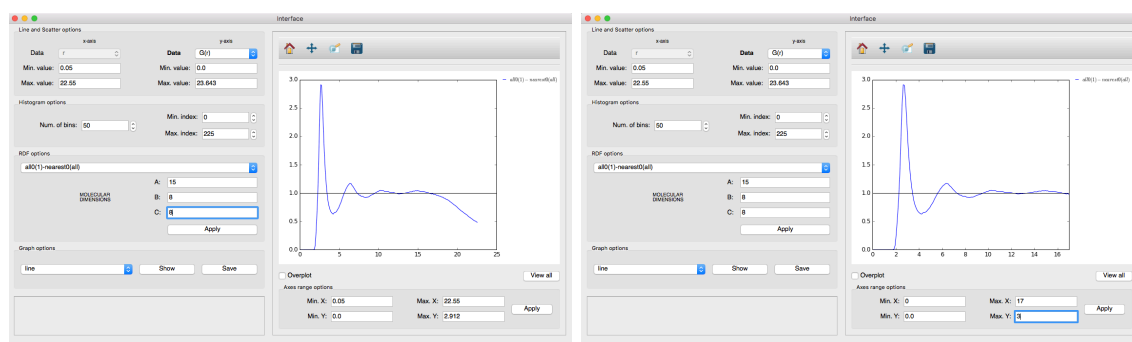 Interface
Line and Scatter options
x-axis
y-axis
Data r
Data G(r)
Min. value: 0.05
Min. value: 0.0
Max. value: 22.55
Max. value: 23.643
Histogram options
Num. of bins: 50
Min. index: 0
Max. index: 225
RDF options
all0(1)-nearest0(all)
MOLECULAR
DIMENSIONS
A: 15
B: 8
C: 8
Apply
Graph options
line
Show
Save
all0(1) − nearest0(all)
3.0
2.5
2.0
1.5
1.0
0.5
0.0
0 5 10 15 20 25
Overplot
View all
Axes range options
Min. X: 0.05
Max. X: 22.55
Min. Y: 0.0
Max. Y: 2.912
Apply
Interface
Line and Scatter options
x-axis
y-axis
Data r
Data G(r)
Min. value: 0.05
Min. value: 0.0
Max. value: 22.55
Max. value: 23.643
Histogram options
Num. of bins: 50
Min. index: 0
Max. index: 225
RDF options
all0(1)-nearest0(all)
MOLECULAR
DIMENSIONS
A: 15
B: 8
C: 8
Apply
Graph options
line
Show
Save
all0(1) − nearest0(all)
3.0
2.5
2.0
1.5
1.0
0.5
0.0
0 2 4 6 8 10 12 14 16
Overplot
View all
Axes range options
Min. X: 0
Max. X: 17
Min. Y: 0.0
Max. Y: 3
Apply